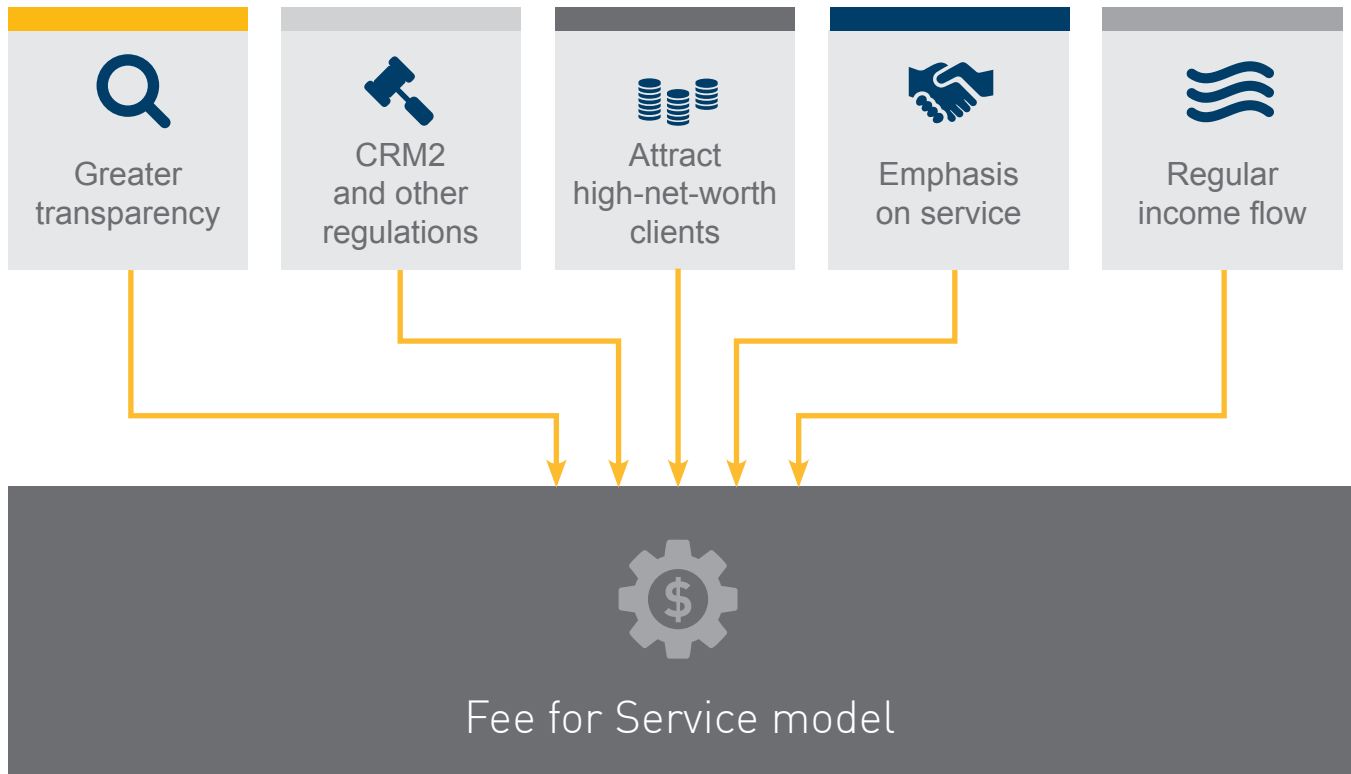 Greater
transparency
CRM2
and other
regulations
Attract
high-net-worth
clients
Emphasis
on service
Regular
income flow
$
Fee for Service model